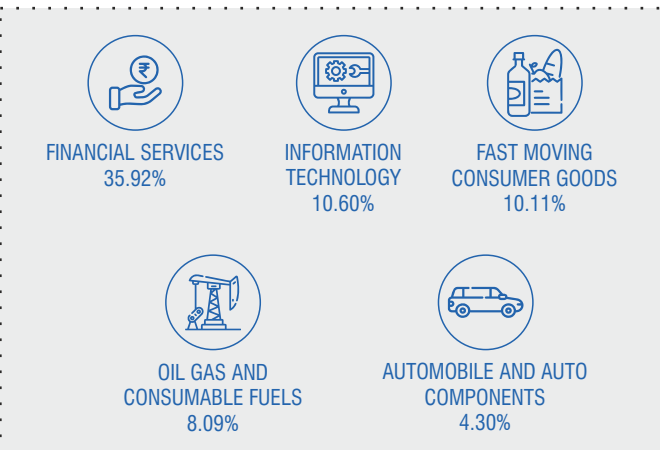 ₹
FINANCIAL SERVICES
35.92%
INFORMATION
TECHNOLOGY
10.60%
FAST MOVING
CONSUMER GOODS
10.11%
OIL GAS AND
CONSUMABLE FUELS
8.09%
AUTOMOBILE AND AUTO
COMPONENTS
4.30%